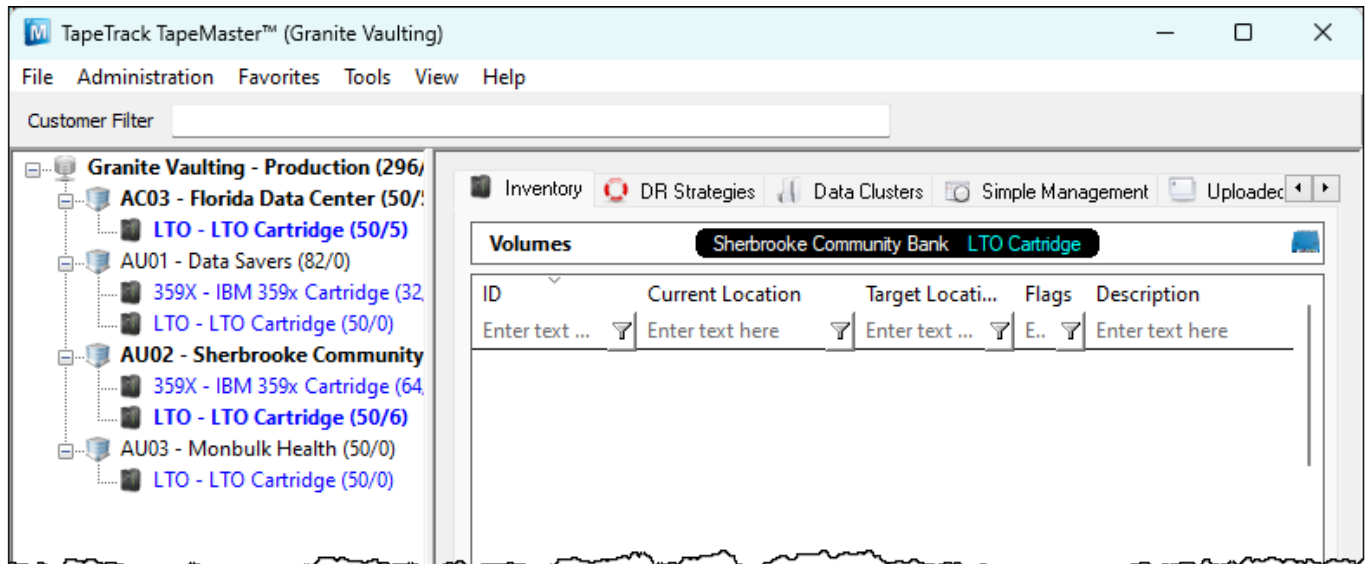 TapeTrack TapeMaster™ (Granite Vaulting)
File Administration Favorites Tools View Help
Customer Filter
Granite Vaulting - Production (296/
AC03 - Florida Data Center (50/
LTO - LTO Cartridge (50/5)
AU01 - Data Savers (82/0)
359X - IBM 359x Cartridge (32,
LTO - LTO Cartridge (50/0)
AU02 - Sherbrooke Community
359X - IBM 359x Cartridge (64,
LTO - LTO Cartridge (50/6)
AU03 - Monbulk Health (50/0)
LTO - LTO Cartridge (50/0)
Inventory DR Strategies Data Clusters Simple Management Uploaded
Volumes Sherbrooke Community Bank LTO Cartridge
ID Current Location Target Locati... Flags Description
Enter text ... Enter text here Enter text ... E.. Enter text here